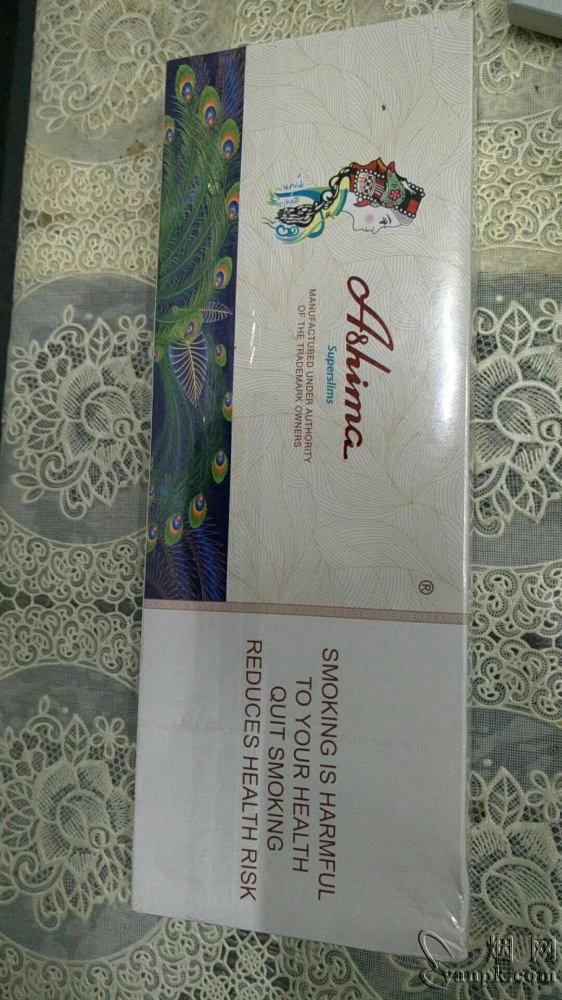 Ashima
®
Superslims
MANUFACTURED UNDER AUTHORITY
OF THE TRADEMARK OWNERS
SMOKING IS HARMFUL
TO YOUR HEALTH
QUIT SMOKING
REDUCES HEALTH RISK
烟网
yanpk.com